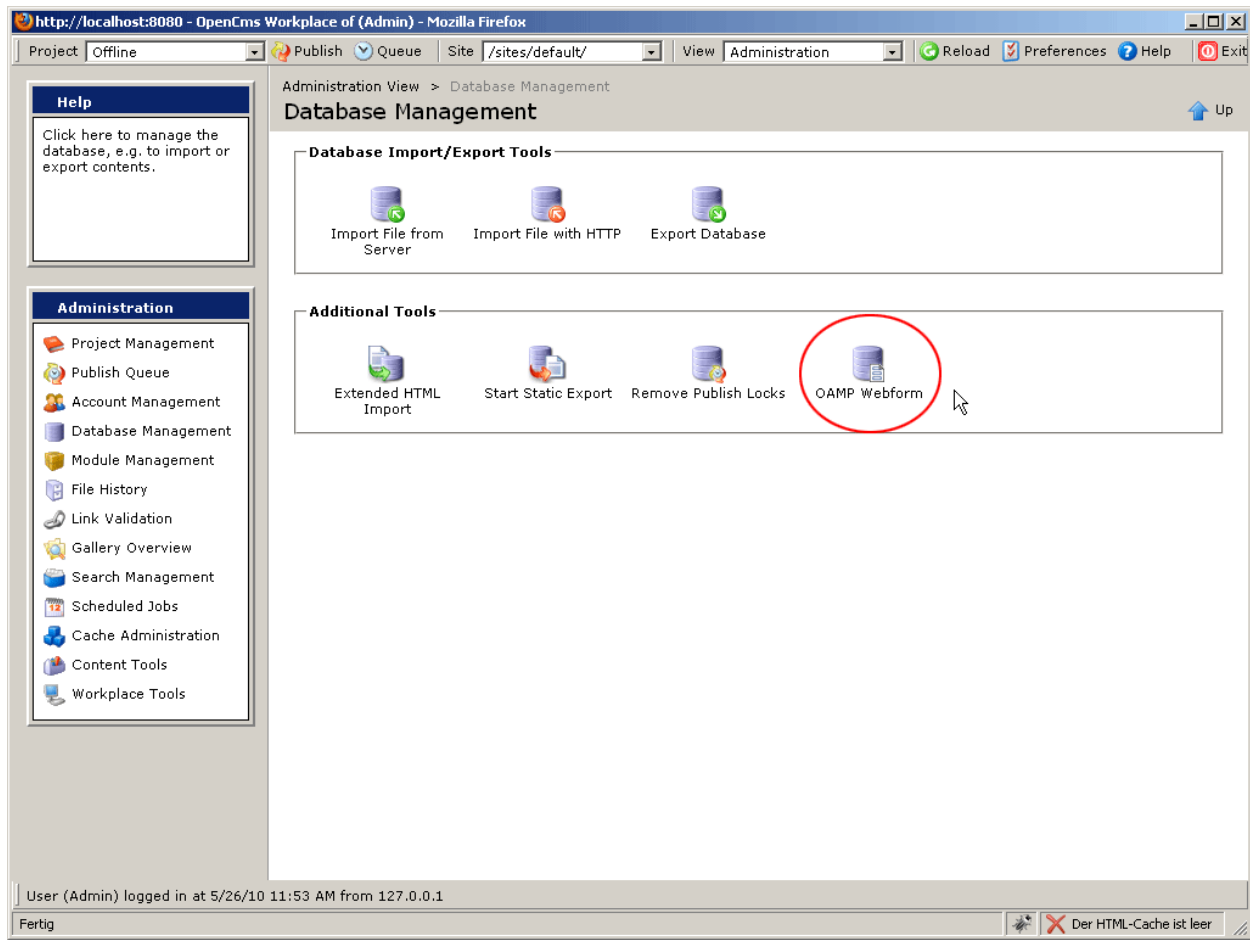 http://localhost:8080 - OpenCms Workplace of (Admin) - Mozilla Firefox
Project Offline Publish Queue Site /sites/default/ View Administration Reload Preferences Help Exit
Help
Click here to manage the
database, e.g. to import or
export contents.
Administration
Project Management
Publish Queue
Account Management
Database Management
Module Management
File History
Link Validation
Gallery Overview
Search Management
12
Scheduled Jobs
Cache Administration
Content Tools
Workplace Tools
Administration View > Database Management
Database Management
Up
Database Import/Export Tools
Import File from
Server
Import File with HTTP
Export Database
Additional Tools
Extended HTML
Import
Start Static Export
Remove Publish Locks
OAMP Webform
User (Admin) logged in at 5/26/10 11:53 AM from 127.0.0.1
Fertig
Der HTML-Cache ist leer